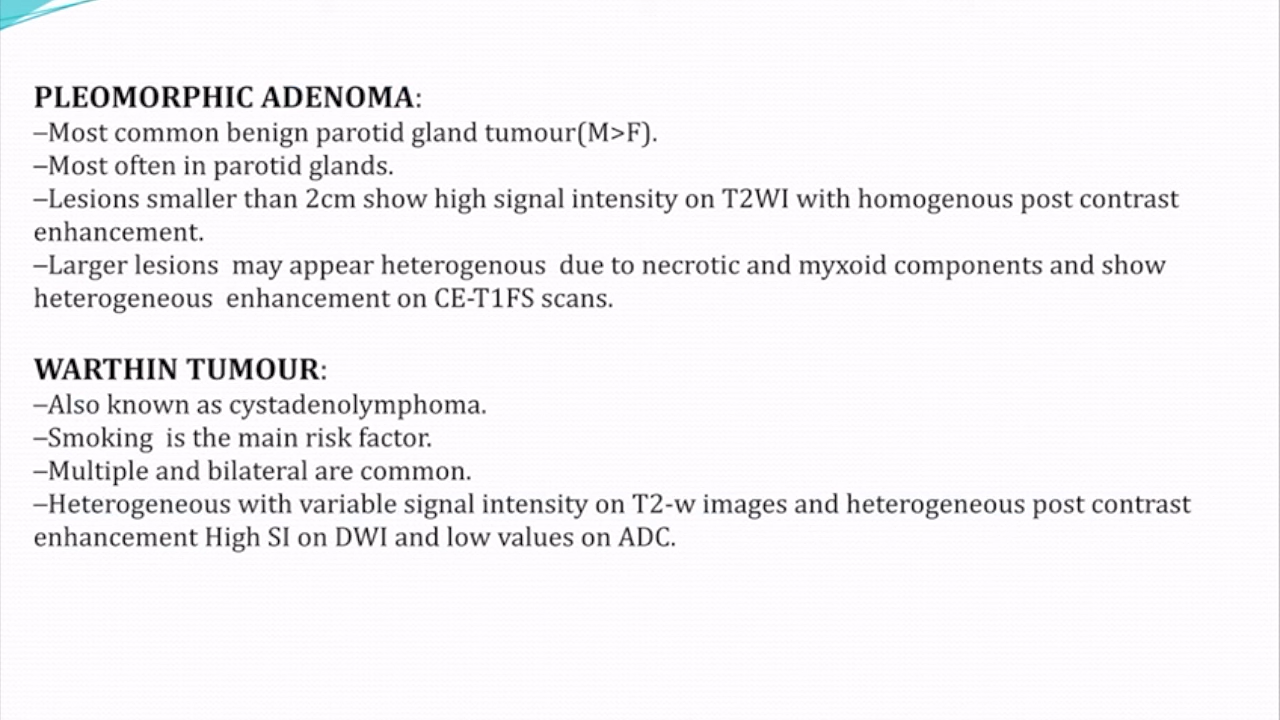 PLEOMORPHIC ADENOMA:
–Most common benign parotid gland tumour(M>F).
–Most often in parotid glands.
–Lesions smaller than 2cm show high signal intensity on T2WI with homogenous post contrast
enhancement.
–Larger lesions  may appear heterogenous  due to necrotic and myxoid components and show
heterogeneous  enhancement on CE-T1FS scans.
WARTHIN TUMOUR:
–Also known as cystadenolymphoma.
–Smoking  is the main risk factor.
–Multiple and bilateral are common.
–Heterogeneous with variable signal intensity on T2-w images and heterogeneous post contrast
enhancement High SI on DWI and low values on ADC.